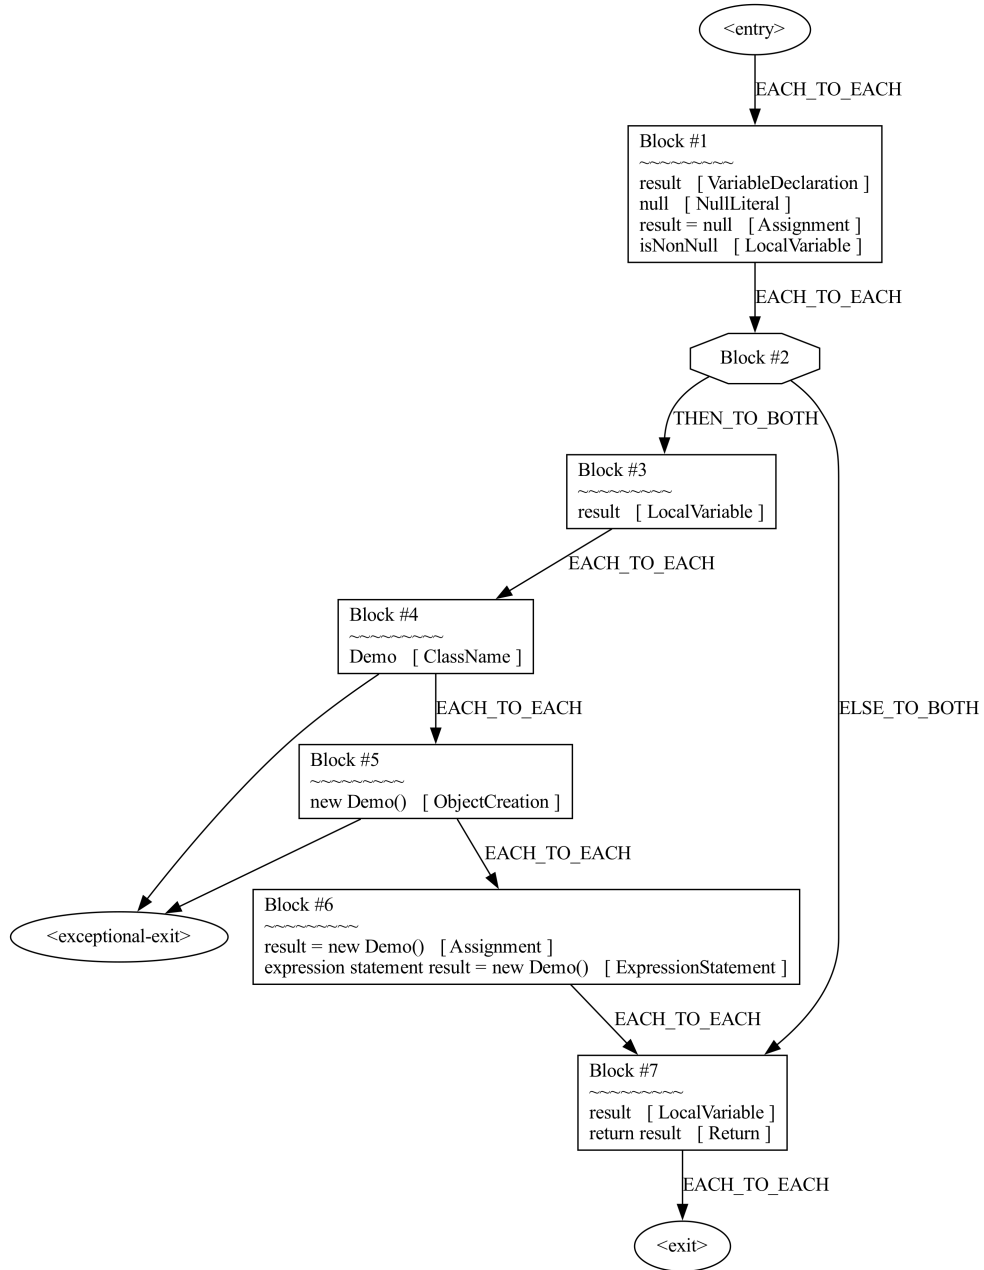 <entry>
EACH_TO_EACH
Block #1
~~~~~~~~~
result [ VariableDeclaration ]
null [ NullLiteral ]
result = null [ Assignment ]
isNonNull [ LocalVariable ]
EACH_TO_EACH
Block #2
THEN_TO_BOTH
Block #3
~~~~~~~~~
result [ LocalVariable ]
EACH_TO_EACH
Block #4
~~~~~~~~~
Demo [ ClassName ]
EACH_TO_EACH
ELSE_TO_BOTH
Block #5
~~~~~~~~~
new Demo() [ ObjectCreation ]
EACH_TO_EACH
<exceptional-exit>
Block #6
~~~~~~~~~
result = new Demo() [ Assignment ]
expression statement result = new Demo() [ ExpressionStatement ]
EACH_TO_EACH
Block #7
~~~~~~~~~
result [ LocalVariable ]
return result [ Return ]
EACH_TO_EACH
<exit>